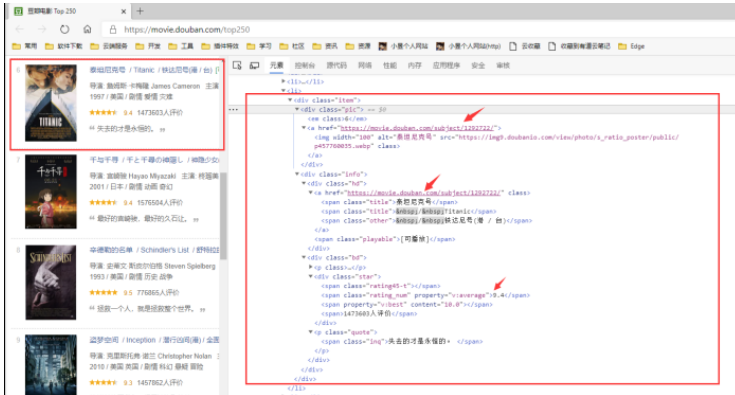 豆瓣电影 Top 250
https://movie.douban.com/top250
常用 软件下载 云端服务 开发 工具 插件特效 学习 社区 资讯 资源 小景个人网站 小景个人网站(http) 云收藏 收藏到有道云笔记 Edge
元素 控制台 源代码 网络 性能 内存 应用程序 安全 审核
6
泰坦尼克号 / Titanic / 铁达尼号(港 / 台)
导演: 詹姆斯·卡梅隆 James Cameron 主演
1997 / 美国 / 剧情 爱情 灾难
9.4 1473603人评价
“ 失去的才是永恒的。 ”
7
千与千寻 / 千と千尋の神隠し / 神隐少女
导演: 宫崎骏 Hayao Miyazaki 主演: 柊瑠美
2001 / 日本 / 剧情 动画 奇幻
9.4 1576504人评价
“ 最好的宫崎骏，最好的久石让。 ”
8
辛德勒的名单 / Schindler's List / 舒特拉
导演: 史蒂文·斯皮尔伯格 Steven Spielberg
1993 / 美国 / 剧情 历史 战争
9.5 776865人评价
“ 拯救一个人，就是拯救整个世界。 ”
9
盗梦空间 / Inception / 潜行凶间(港) / 全面
导演: 克里斯托弗·诺兰 Christopher Nolan
2010 / 美国 英国 / 剧情 科幻 悬疑 冒险
9.3 1457862人评价
<li>…</li>
<li>
<div class="item">
<div class="pic"> == $0
<em class>6</em>
<a href="https://movie.douban.com/subject/1292722/">
<img width="100" alt="泰坦尼克号" src="https://img9.doubanio.com/view/photo/s_ratio_poster/public/
p457760035.webp" class>
</a>
</div>
<div class="info">
<div class="hd">
<a href="https://movie.douban.com/subject/1292722/" class>
<span class="title">泰坦尼克号</span>
<span class="title">&nbsp;/&nbsp;Titanic</span>
<span class="other">&nbsp;/&nbsp;铁达尼号(港 / 台)</span>
</a>
<span class="playable">[可播放]</span>
</div>
<div class="bd">
<p class>…</p>
<div class="star">
<span class="rating45-t"></span>
<span class="rating_num" property="v:average">9.4</span>
<span property="v:best" content="10.0"></span>
<span>1473603人评价</span>
</div>
<p class="quote">
<span class="inq">失去的才是永恒的。</span>
</p>
</div>
</div>
</div>
</li>